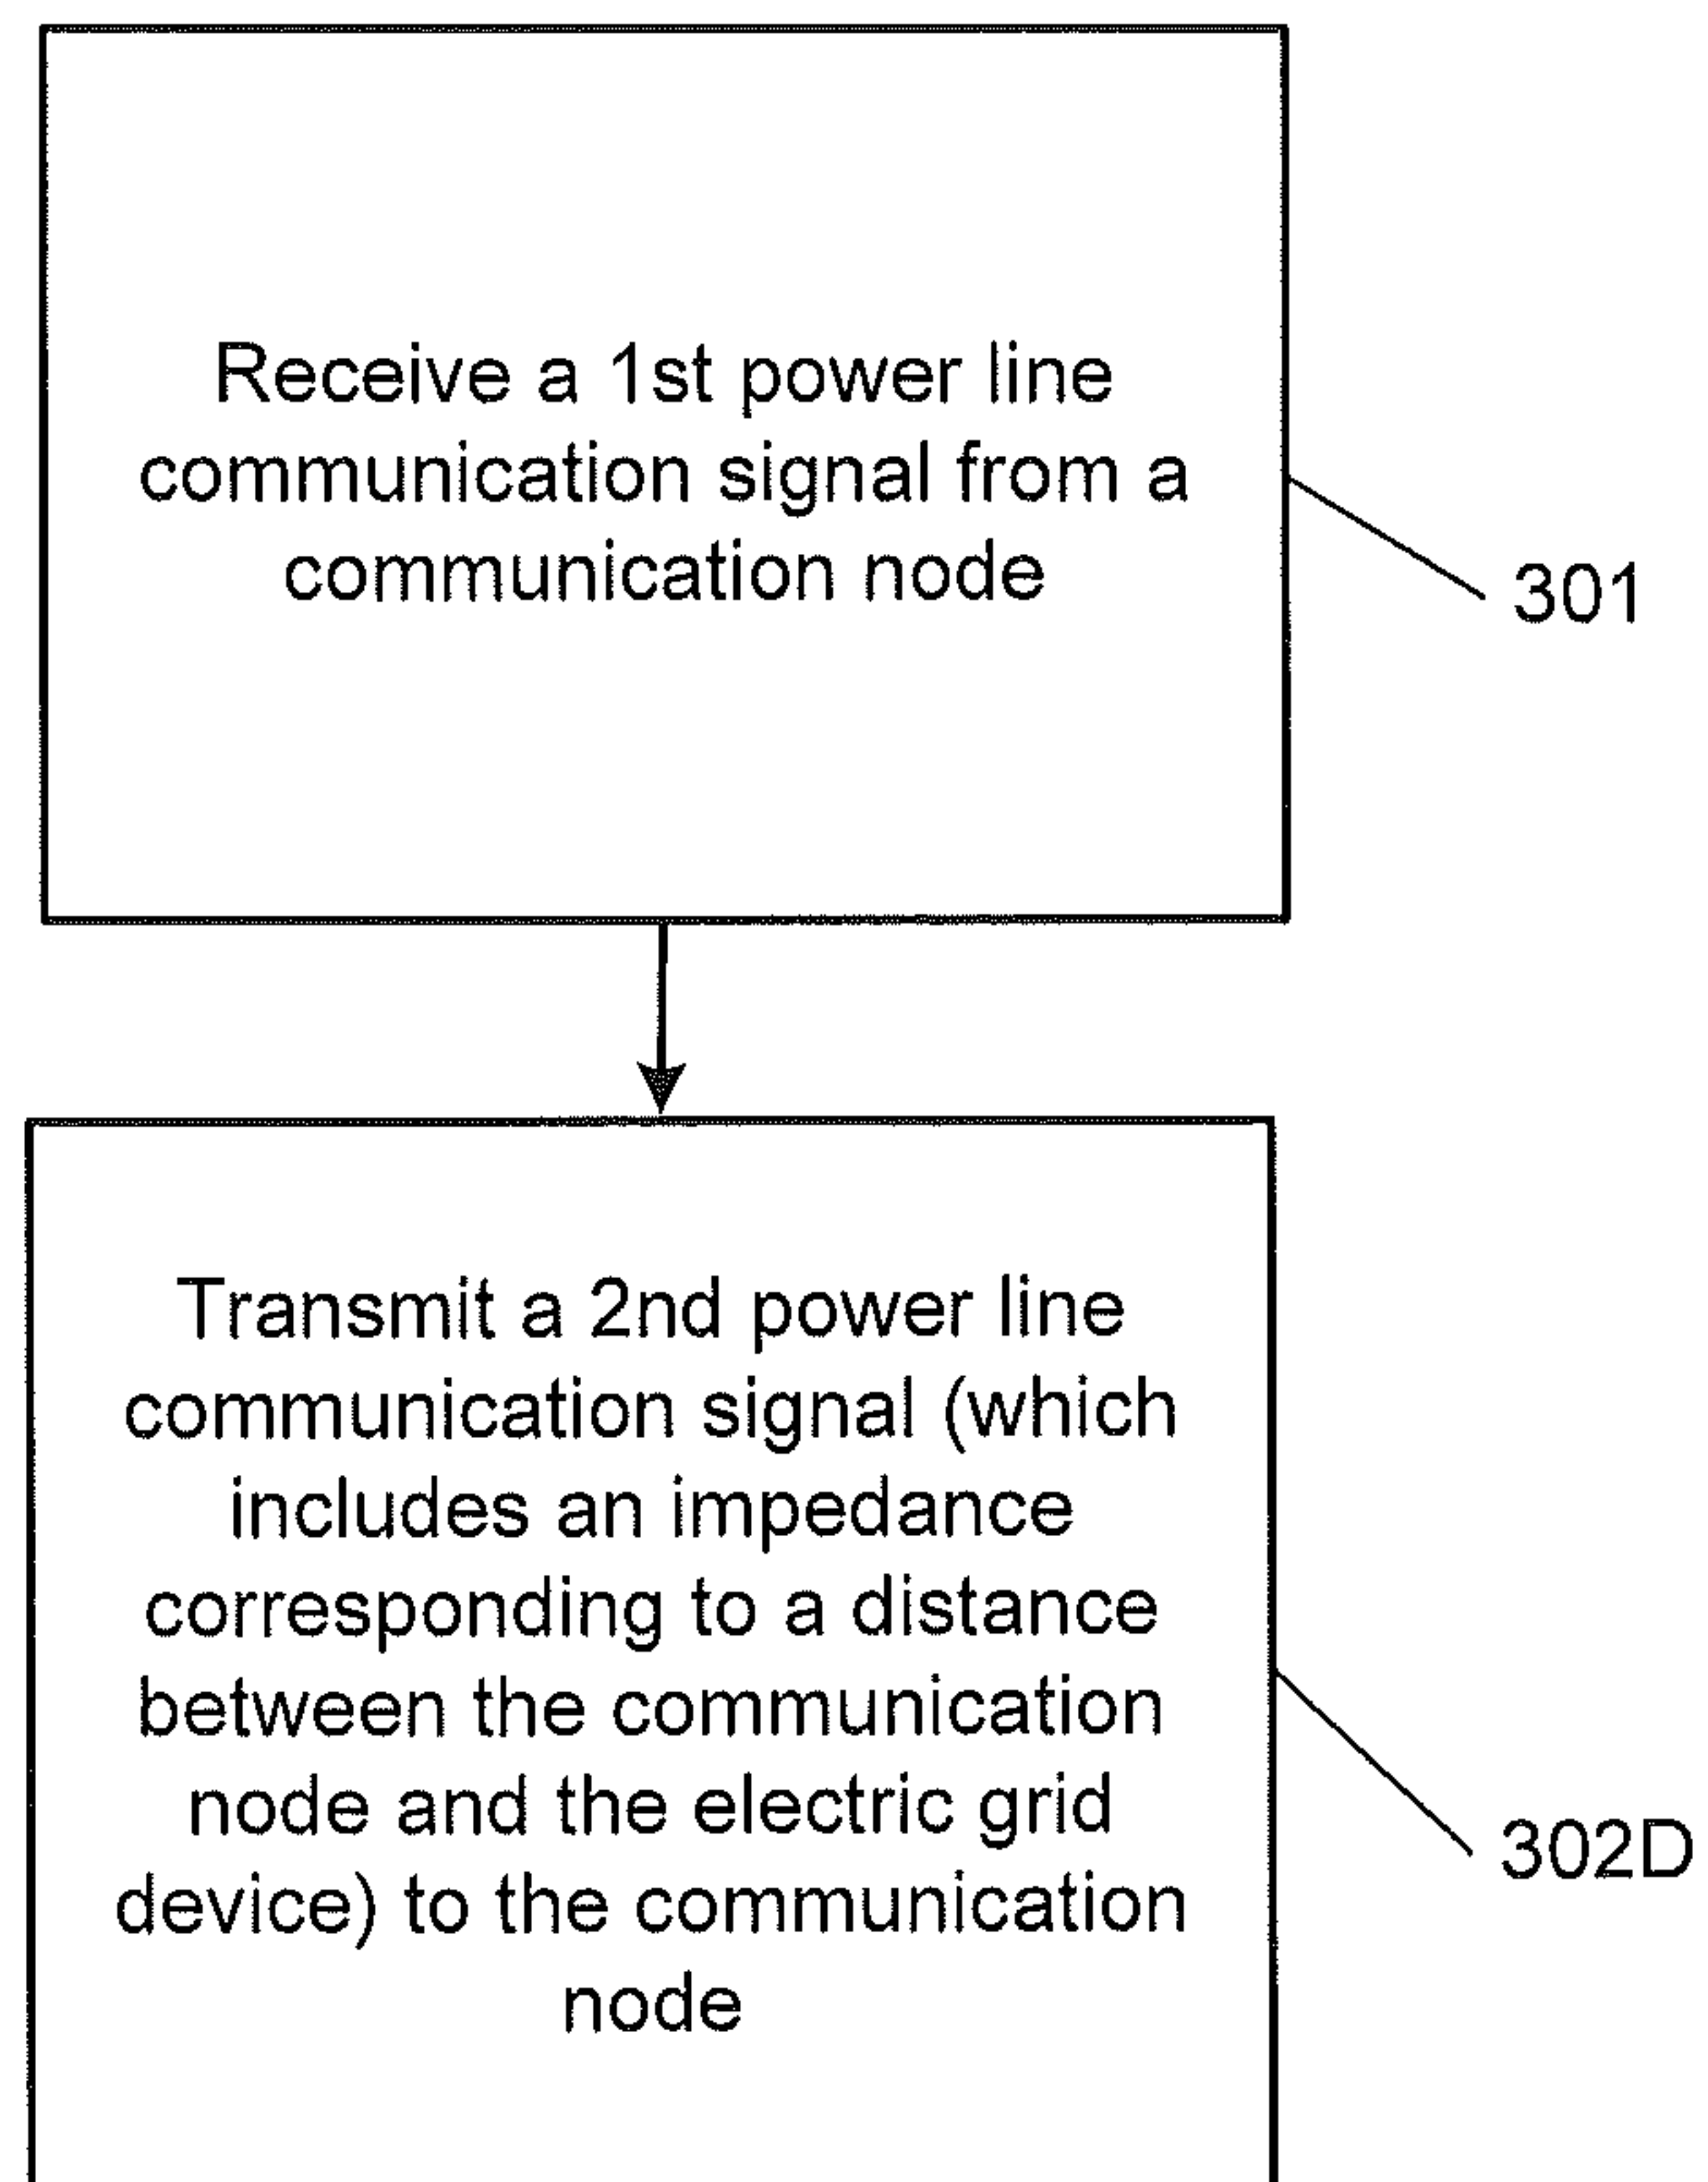 Receive a 1st power line
communication signal from a
communication node
301
Transmit a 2nd power line
communication signal (which
includes an impedance
corresponding to a distance
between the communication
node and the electric grid
device) to the communication
node
302D